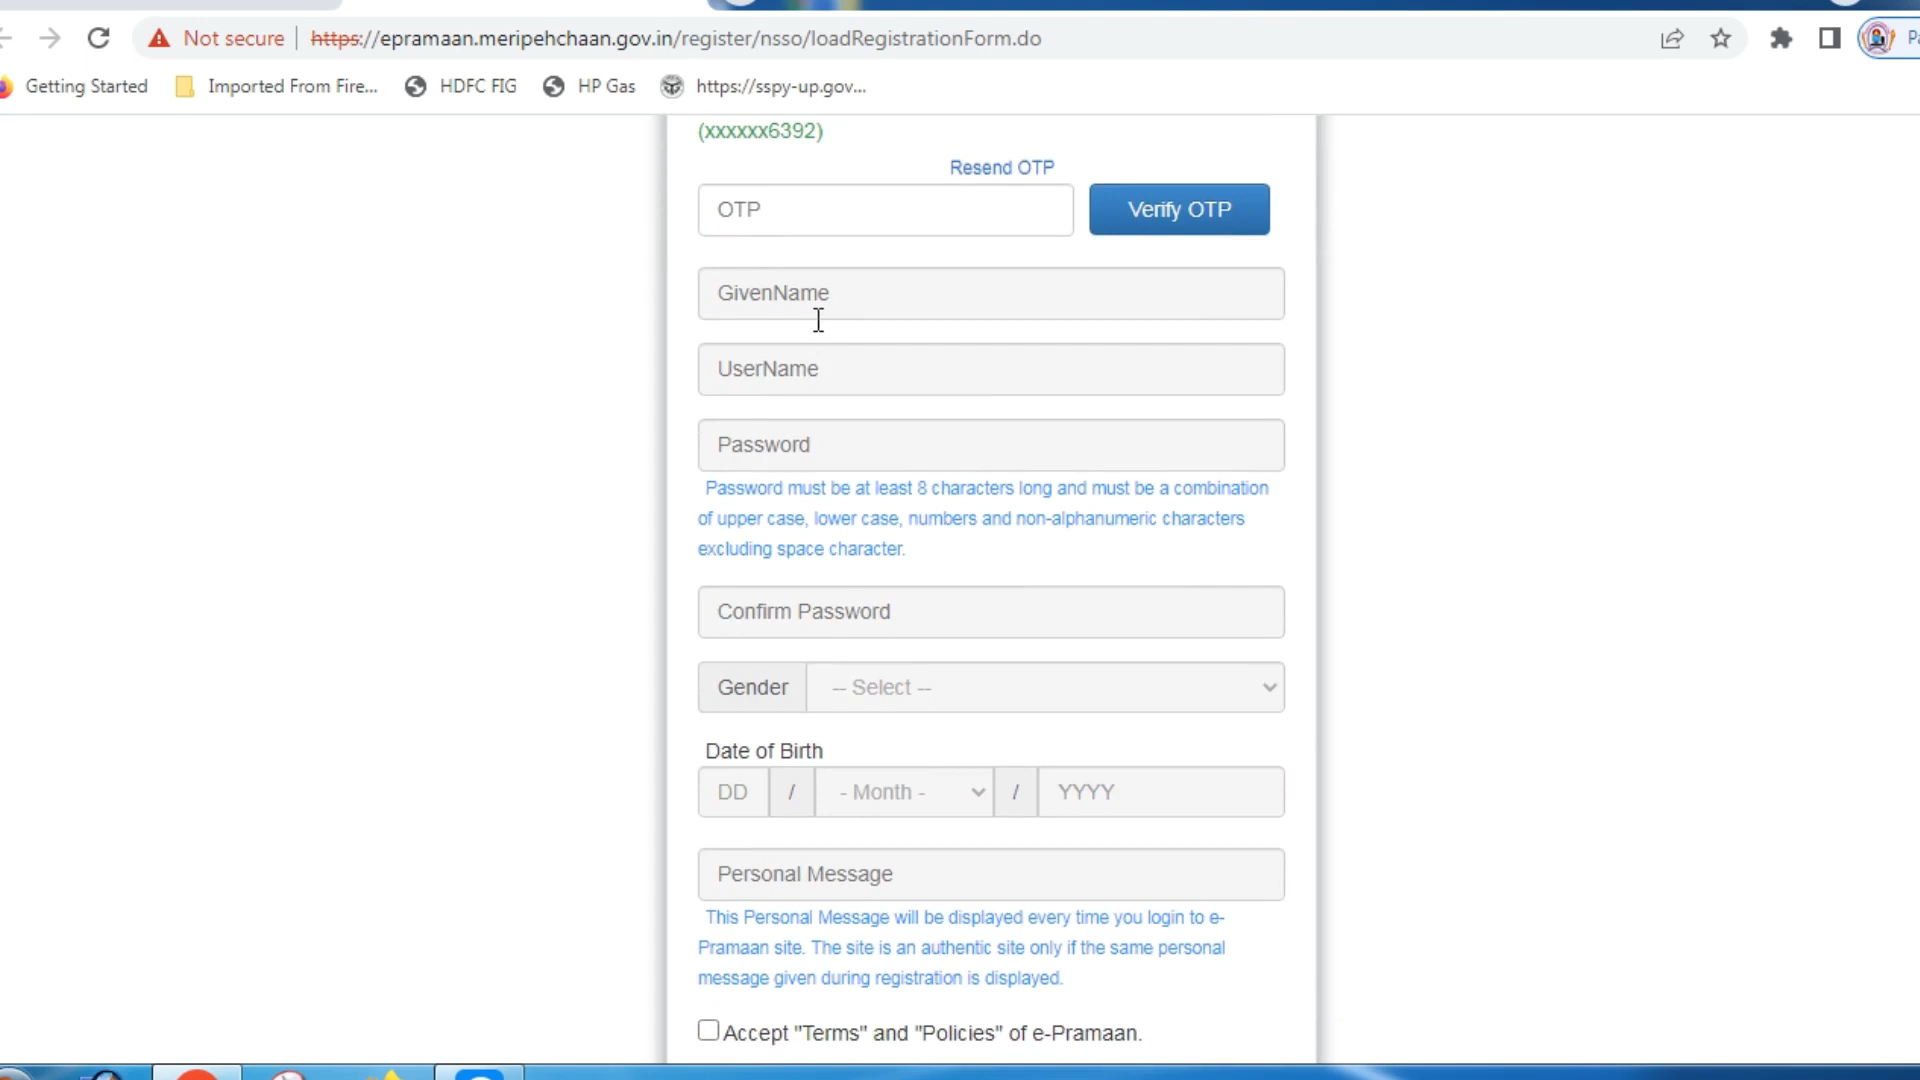 Not secure https://epramaan.meripehchaan.gov.in/register/nsso/loadRegistrationForm.do
Getting Started Imported From Fire... HDFC FIG HP Gas https://sspy-up.gov...
(xxxxxx6392)
Resend OTP
OTP Verify OTP
GivenName
UserName
Password
Password must be at least 8 characters long and must be a combination
of upper case, lower case, numbers and non-alphanumeric characters
excluding space character.
Confirm Password
Gender -- Select --
Date of Birth
DD / - Month - / YYYY
Personal Message
This Personal Message will be displayed every time you login to e-
Pramaan site. The site is an authentic site only if the same personal
message given during registration is displayed.
Accept "Terms" and "Policies" of e-Pramaan.